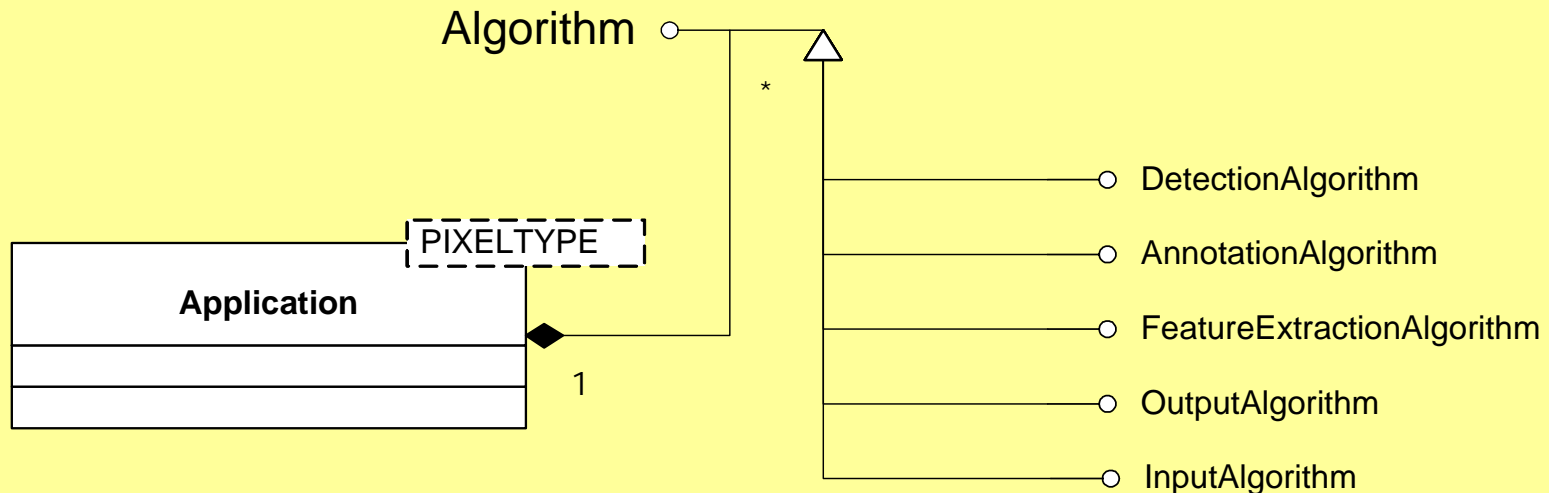 Algorithm
*
DetectionAlgorithm
PIXELTYPE
AnnotationAlgorithm
Application
FeatureExtractionAlgorithm
1
OutputAlgorithm
InputAlgorithm